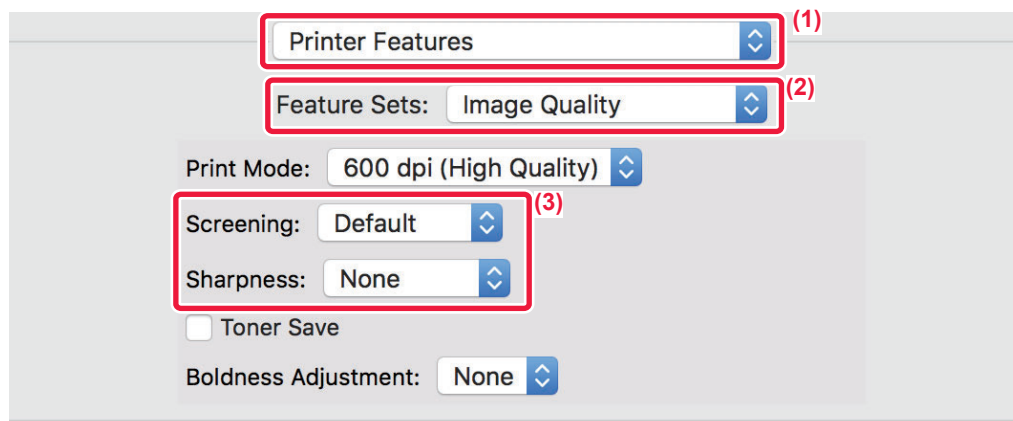 Printer Features (1)
Feature Sets: Image Quality (2)
Print Mode: 600 dpi (High Quality)
(3)
Screening: Default
Sharpness: None
Toner Save
Boldness Adjustment: None